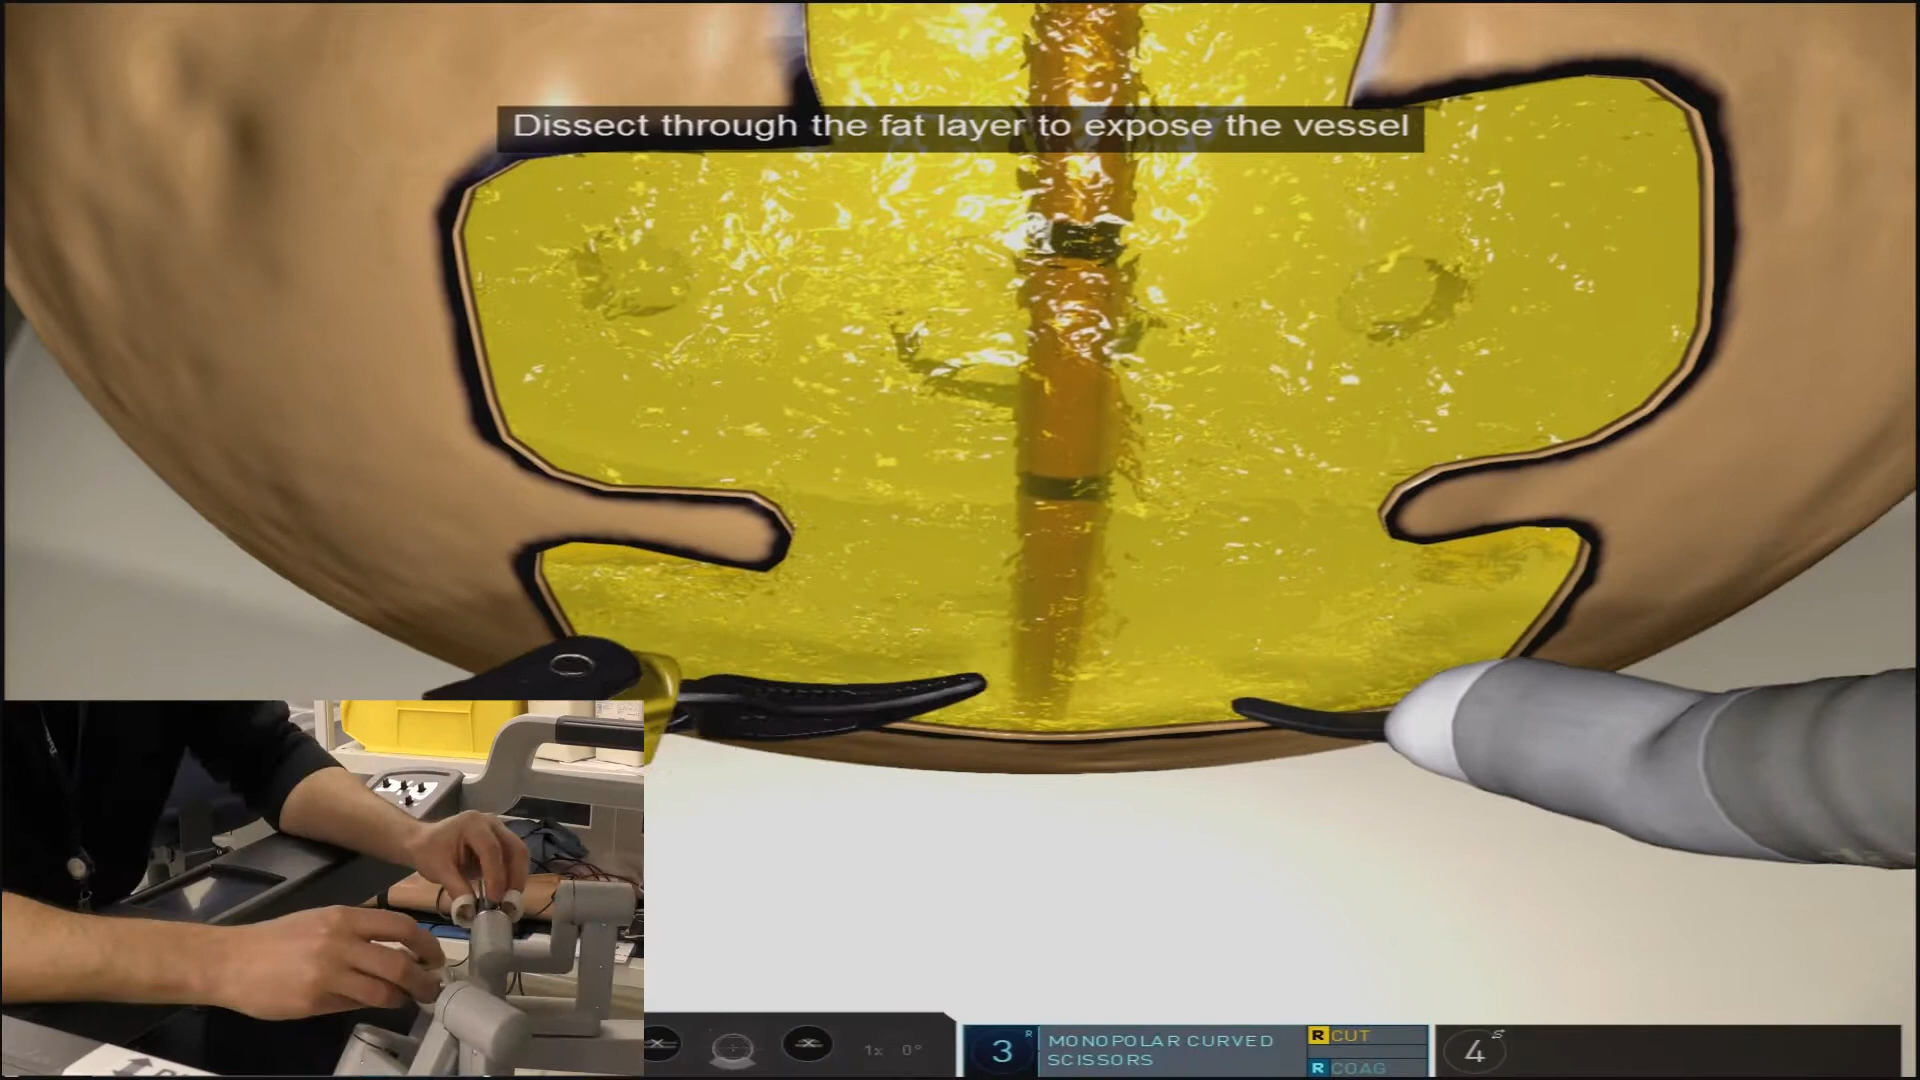 Dissect through the fat layer to expose the vessel
1x 0°
3 R
MONOPOLAR CURVED
SCISSORS
R CUT
R COAG
4